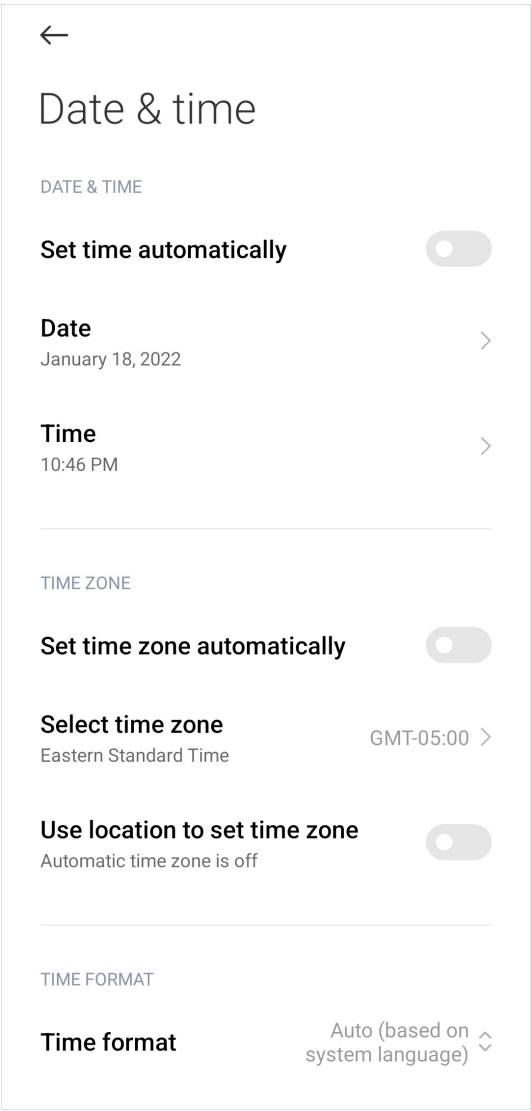 Date & time
DATE & TIME
Set time automatically
Date
January 18, 2022
Time
10:46 PM
TIME ZONE
Set time zone automatically
Select time zone
Eastern Standard Time
GMT-05:00
Use location to set time zone
Automatic time zone is off
TIME FORMAT
Time format
Auto (based on
system language)